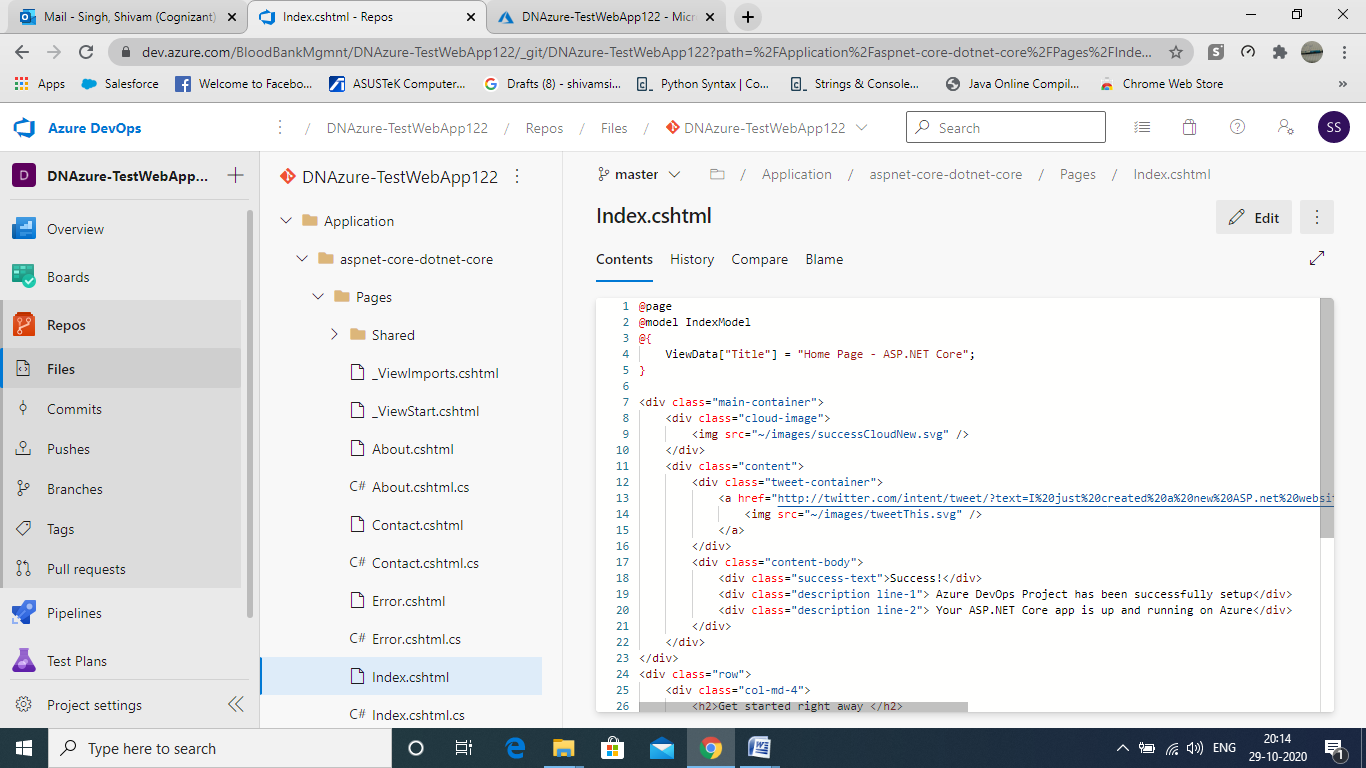 Mail - Singh, Shivam (Cognizant)
Index.cshtml - Repos
DNAzure-TestWebApp122 - Micr
dev.azure.com/BloodBankMgmnt/DNAzure-TestWebApp122/_git/DNAzure-TestWebApp122?path=%2FApplication%2Faspnet-core-dotnet-core%2FPages%2FInde...
Apps
Salesforce
Welcome to Facebo...
ASUSTeK Computer...
Drafts (8) - shivamsi...
Python Syntax | Co...
Strings & Console...
Java Online Compil...
Chrome Web Store
»
Azure DevOps
/ DNAzure-TestWebApp122 / Repos / Files / DNAzure-TestWebApp122
Search
SS
D
DNAzure-TestWebApp...
Overview
Boards
Repos
Files
Commits
Pushes
Branches
Tags
Pull requests
Pipelines
Test Plans
Project settings
DNAzure-TestWebApp122
Application
aspnet-core-dotnet-core
Pages
Shared
_ViewImports.cshtml
_ViewStart.cshtml
About.cshtml
C# About.cshtml.cs
Contact.cshtml
C# Contact.cshtml.cs
Error.cshtml
C# Error.cshtml.cs
Index.cshtml
C# Index.cshtml.cs
master / Application / aspnet-core-dotnet-core / Pages / Index.cshtml
Index.cshtml
Edit
Contents History Compare Blame
1 @page
2 @model IndexModel
3 @{
4 ViewData["Title"] = "Home Page - ASP.NET Core";
5 }
6
7 <div class="main-container">
8 <div class="cloud-image">
9 <img src="~/images/successCloudNew.svg" />
10 </div>
11 <div class="content">
12 <div class="tweet-container">
13 <a href="http://twitter.com/intent/tweet/?text=I%20just%20created%20a%20new%20ASP.net%20websit
14 <img src="~/images/tweetThis.svg" />
15 </a>
16 </div>
17 <div class="content-body">
18 <div class="success-text">Success!</div>
19 <div class="description line-1"> Azure DevOps Project has been successfully setup</div>
20 <div class="description line-2"> Your ASP.NET Core app is up and running on Azure</div>
21 </div>
22 </div>
23 </div>
24 <div class="row">
25 <div class="col-md-4">
26 <h2>Get started right away </h2>
Type here to search
ENG
20:14
29-10-2020
1